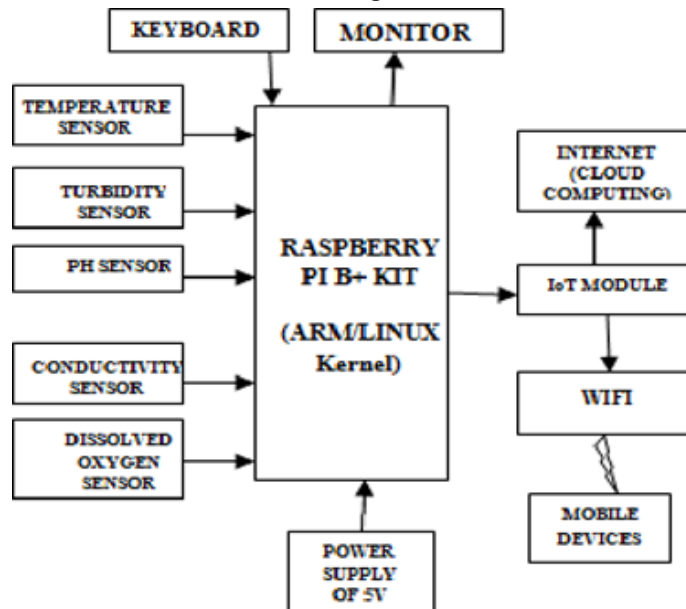 KEYBOARD
MONITOR
TEMPERATURE
SENSOR
TURBIDITY
SENSOR
PH SENSOR
CONDUCTIVITY
SENSOR
DISSOLVED
OXYGEN
SENSOR
RASPBERRY
PI B+ KIT
(ARM/LINUX
Kernel)
POWER
SUPPLY
OF 5V
INTERNET
(CLOUD
COMPUTING)
IoT MODULE
WIFI
MOBILE
DEVICES